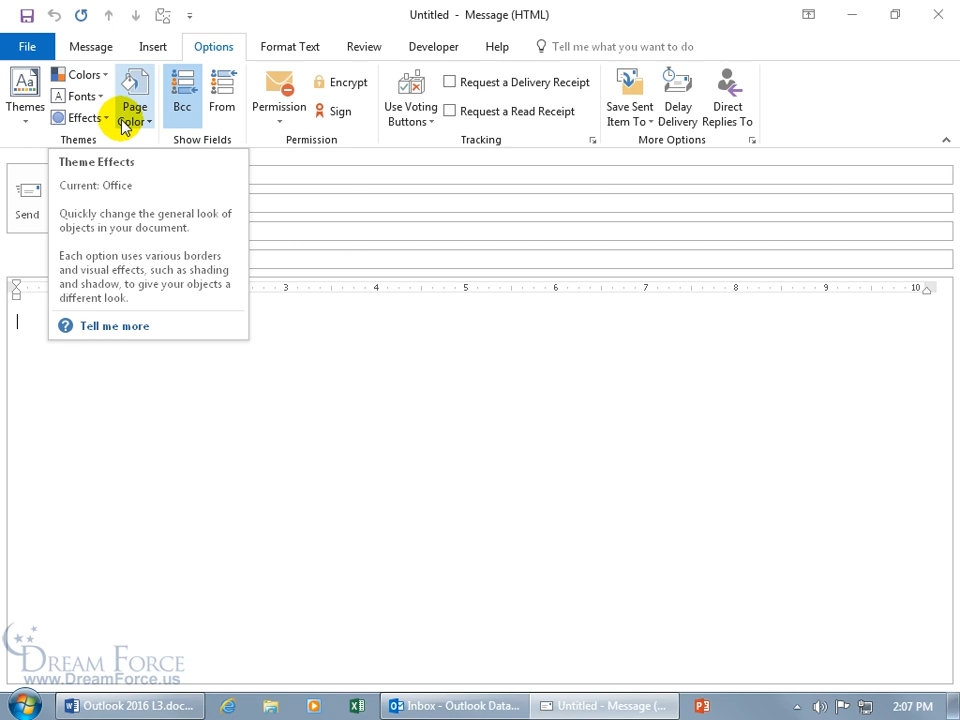 Untitled - Message (HTML)
File Message Insert Options Format Text Review Developer Help Tell me what you want to do
Themes
Colors
Fonts
Effects
Page Color
Themes
Bcc
From
Show Fields
Permission
Encrypt
Sign
Permission
Use Voting Buttons
Request a Delivery Receipt
Request a Read Receipt
Tracking
Save Sent Item To
Delay Delivery
Direct Replies To
More Options
Send
Theme Effects
Current: Office
Quickly change the general look of
objects in your document.
Each option uses various borders
and visual effects, such as shading
and shadow, to give your objects a
different look.
? Tell me more
3 4 5 6 7 8 9 10
DREAM FORCE
www.DreamForce.us
Outlook 2016 L3.doc... Inbox - Outlook Data... Untitled - Message (... 2:07 PM